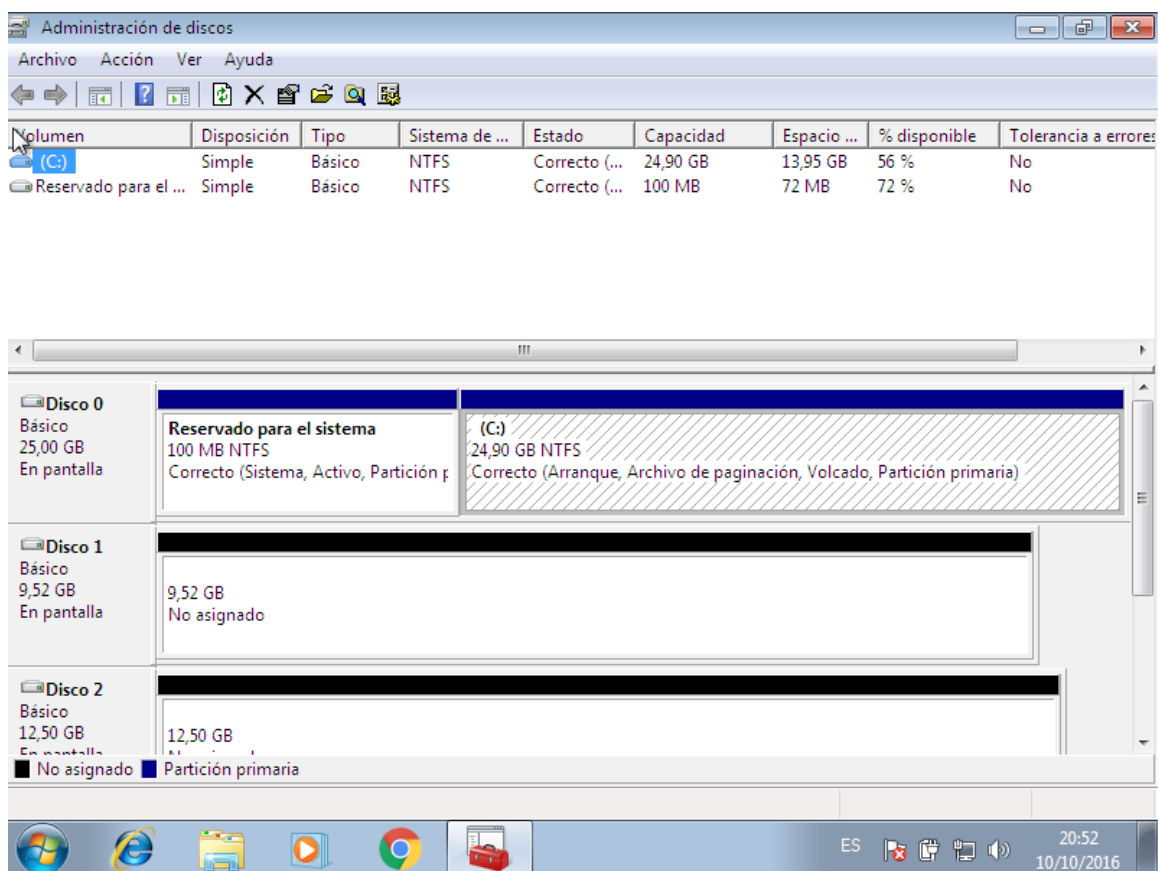 Administración de discos
Archivo Acción Ver Ayuda
Volumen Disposición Tipo Sistema de ... Estado Capacidad Espacio ... % disponible Tolerancia a errores
(C:) Simple Básico NTFS Correcto (... 24,90 GB 13,95 GB 56 % No
Reservado para el ... Simple Básico NTFS Correcto (... 100 MB 72 MB 72 % No
Disco 0
Básico
25,00 GB
En pantalla
Reservado para el sistema
100 MB NTFS
Correcto (Sistema, Activo, Partición p
(C:)
24,90 GB NTFS
Correcto (Arranque, Archivo de paginación, Volcado, Partición primaria)
Disco 1
Básico
9,52 GB
En pantalla
9,52 GB
No asignado
Disco 2
Básico
12,50 GB
En pantalla
12,50 GB
No asignado Partición primaria
ES
20:52
10/10/2016